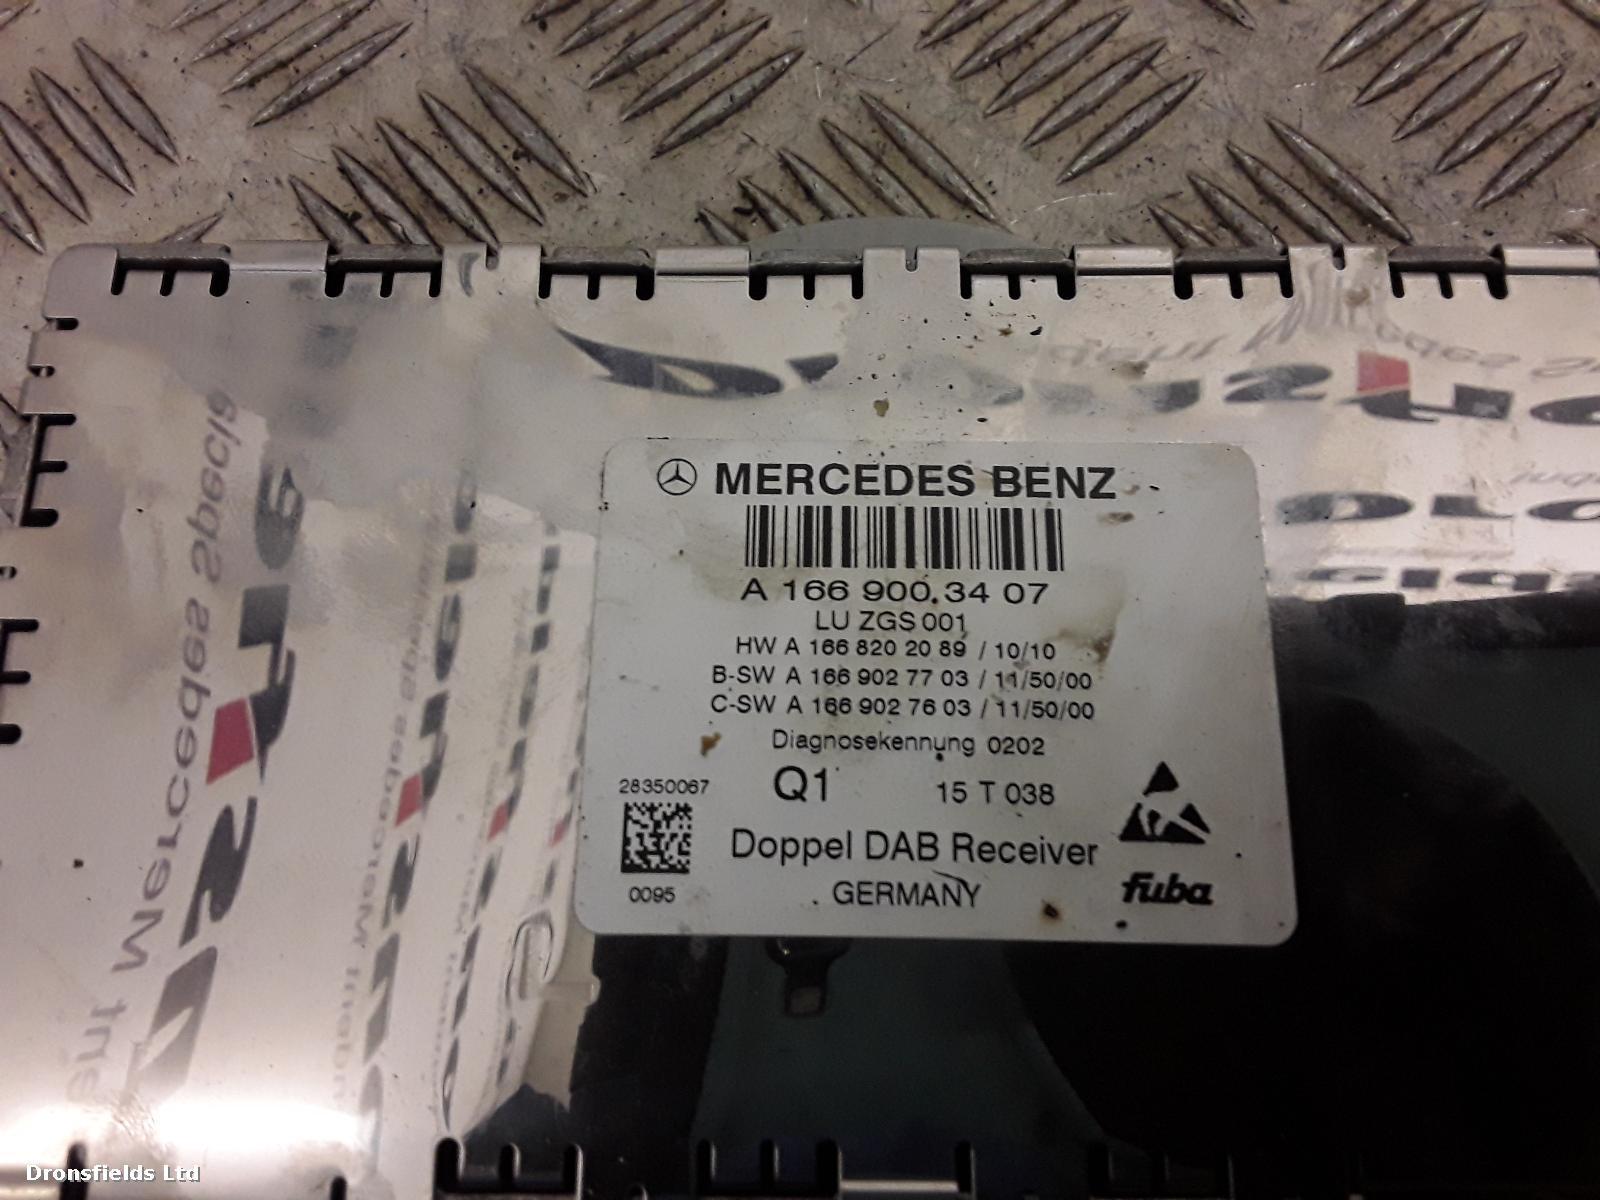 MERCEDES BENZ
A 166 900 34 07
LU ZGS 001
HW A 166 820 20 89 / 10/10
B-SW A 166 902 77 03 / 11/50/00
C-SW A 166 902 76 03 / 11/50/00
Diagnosekennung 0202
28350067 Q1 15 T 038
Doppel DAB Receiver
0095 GERMANY fuba
Dronsfields Ltd